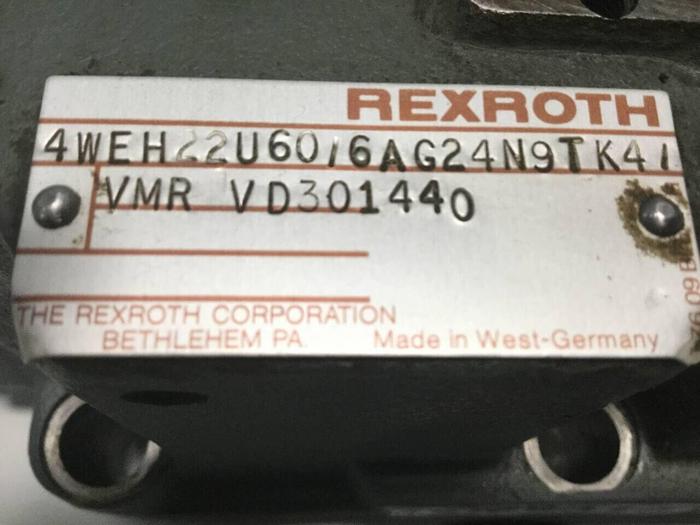 REXROTH
4WEH22U60/6AG24N9TK4/
VMR VD301440
THE REXROTH CORPORATION
BETHLEHEM PA. Made in West-Germany